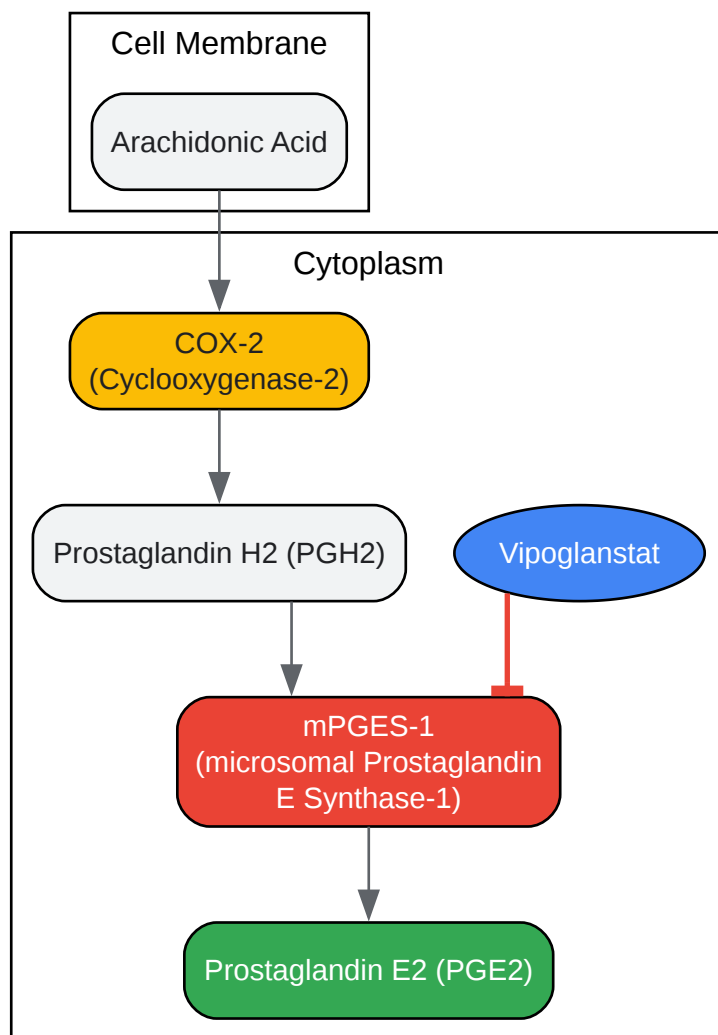 Cell Membrane
Arachidonic Acid
Cytoplasm
COX-2
(Cyclooxygenase-2)
Prostaglandin H2 (PGH2)
Vipoglanstat
mPGES-1
(microsomal Prostaglandin
E Synthase-1)
Prostaglandin E2 (PGE2)